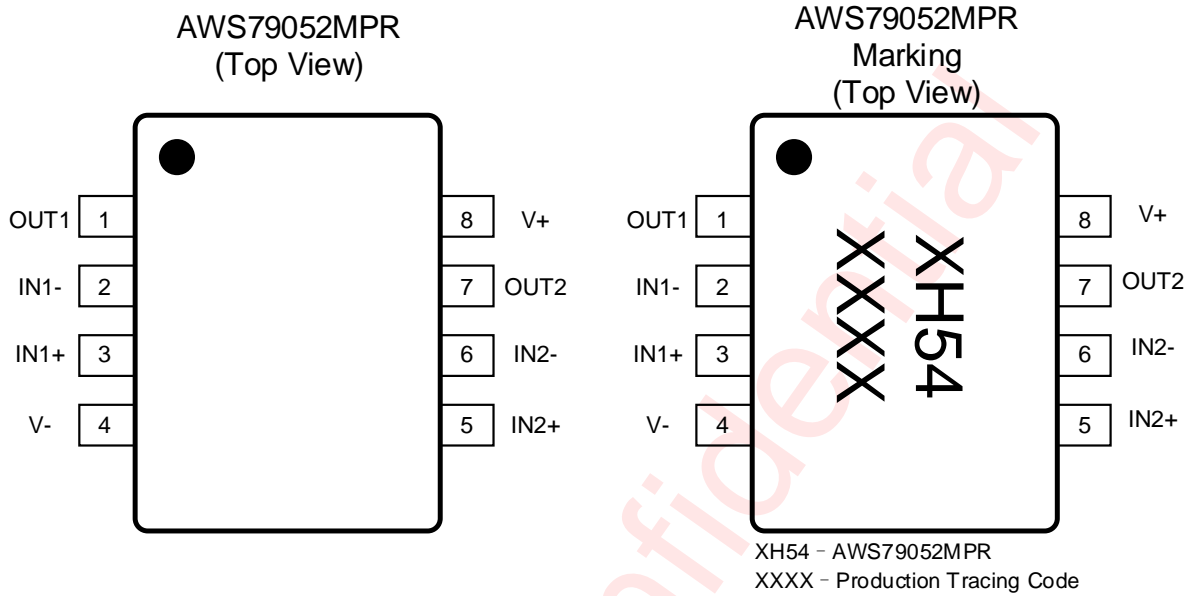 AWS79052MPR
(Top View)
OUT1 1
IN1- 2
IN1+ 3
V- 4
8 V+
7 OUT2
6 IN2-
5 IN2+
AWS79052MPR
Marking
(Top View)
OUT1 1
IN1- 2
IN1+ 3
V- 4
XH54
XXXX
8 V+
7 OUT2
6 IN2-
5 IN2+
XH54 – AWS79052MPR
XXXX – Production Tracing Code
nfidential